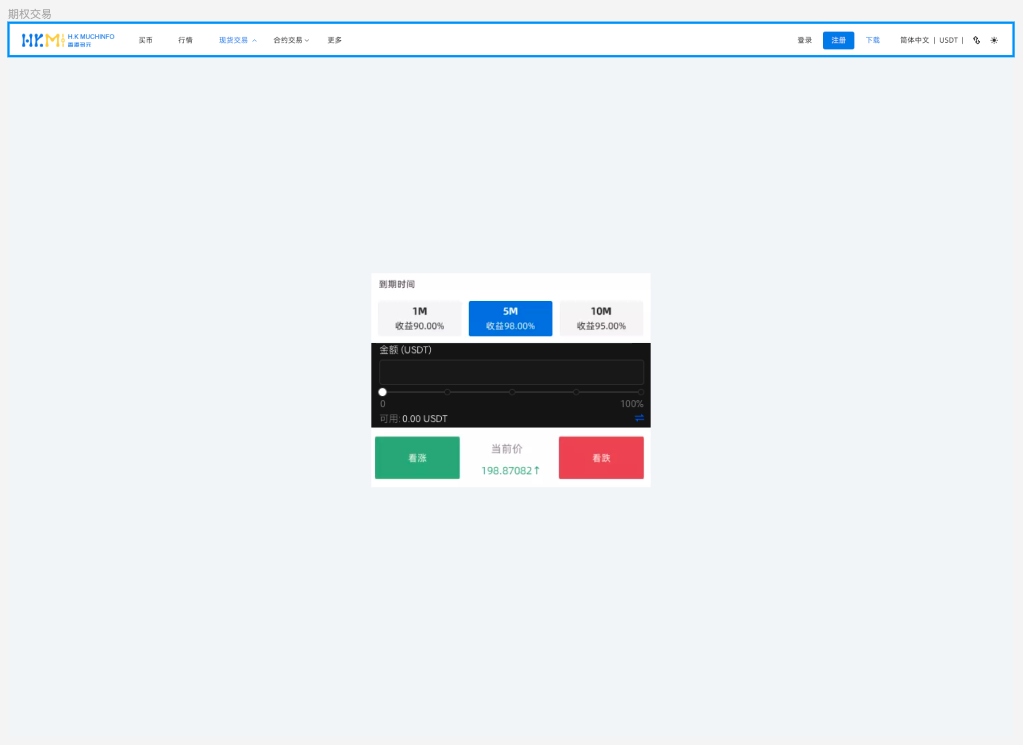 期权交易
H.K MUCHINFO
买币
行情
现货交易
合约交易
更多
登录
注册
下载
简体中文 | USDT |
到期时间
1M
收益90.00%
5M
收益98.00%
10M
收益95.00%
金额 (USDT)
0
100%
可用: 0.00 USDT
看涨
当前价
198.87082↑
看跌